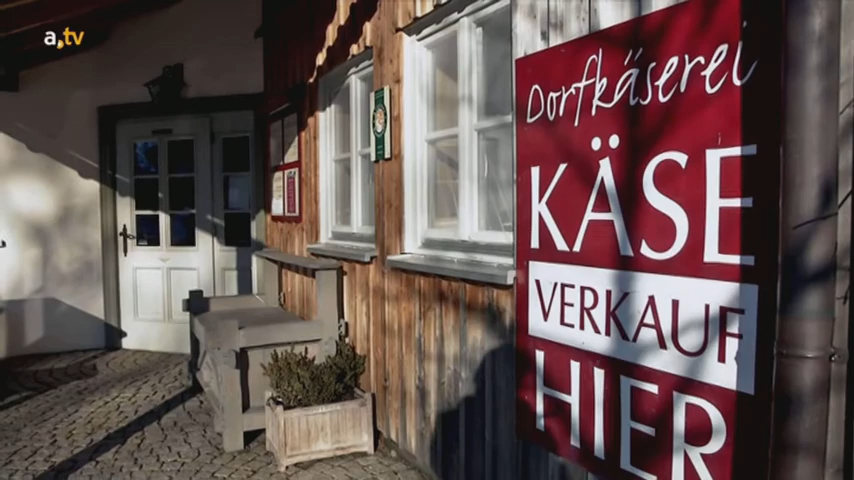 a.tv
Dorfkäserei
KÄSE
VERKAUF
HIER